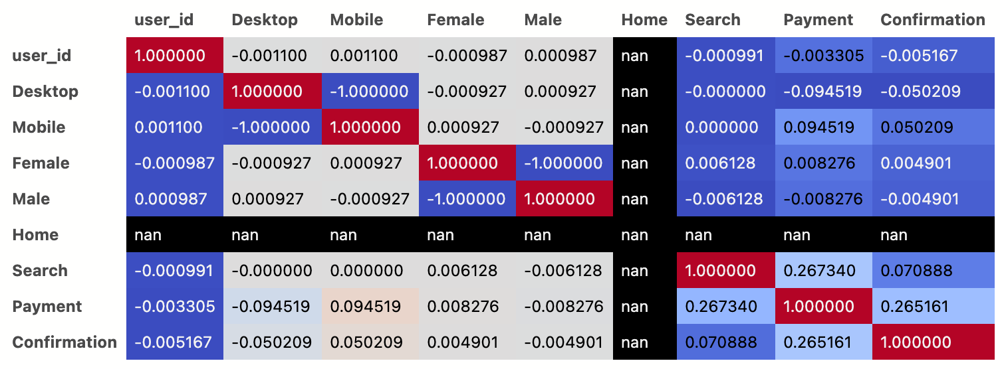 user_id Desktop Mobile Female Male Home Search Payment Confirmation
user_id 1.000000 -0.001100 0.001100 -0.000987 0.000987 nan -0.000991 -0.003305 -0.005167
Desktop -0.001100 1.000000 -1.000000 -0.000927 0.000927 nan -0.000000 -0.094519 -0.050209
Mobile 0.001100 -1.000000 1.000000 0.000927 -0.000927 nan 0.000000 0.094519 0.050209
Female -0.000987 -0.000927 0.000927 1.000000 -1.000000 nan 0.006128 0.008276 0.004901
Male 0.000987 0.000927 -0.000927 -1.000000 1.000000 nan -0.006128 -0.008276 -0.004901
Home nan nan nan nan nan nan nan nan nan
Search -0.000991 -0.000000 0.000000 0.006128 -0.006128 nan 1.000000 0.267340 0.070888
Payment -0.003305 -0.094519 0.094519 0.008276 -0.008276 nan 0.267340 1.000000 0.265161
Confirmation -0.005167 -0.050209 0.050209 0.004901 -0.004901 nan 0.070888 0.265161 1.000000